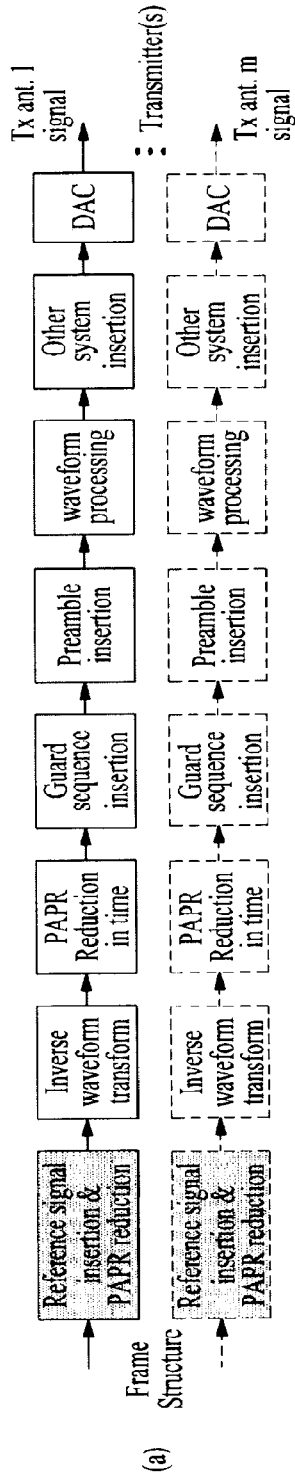 (a)
Frame
Structure
Reference signal
insertion &
PAPR reduction
Inverse
waveform
transform
PAPR
Reduction
in time
Guard
sequence
insertion
Preamble
insertion
waveform
processing
Other
system
insertion
DAC
Tx ant. 1
signal
Transmitter(s)
Reference signal
insertion &
PAPR reduction
Inverse
waveform
transform
PAPR
Reduction
in time
Guard
sequence
insertion
Preamble
insertion
waveform
processing
Other
system
insertion
DAC
Tx ant. m
signal